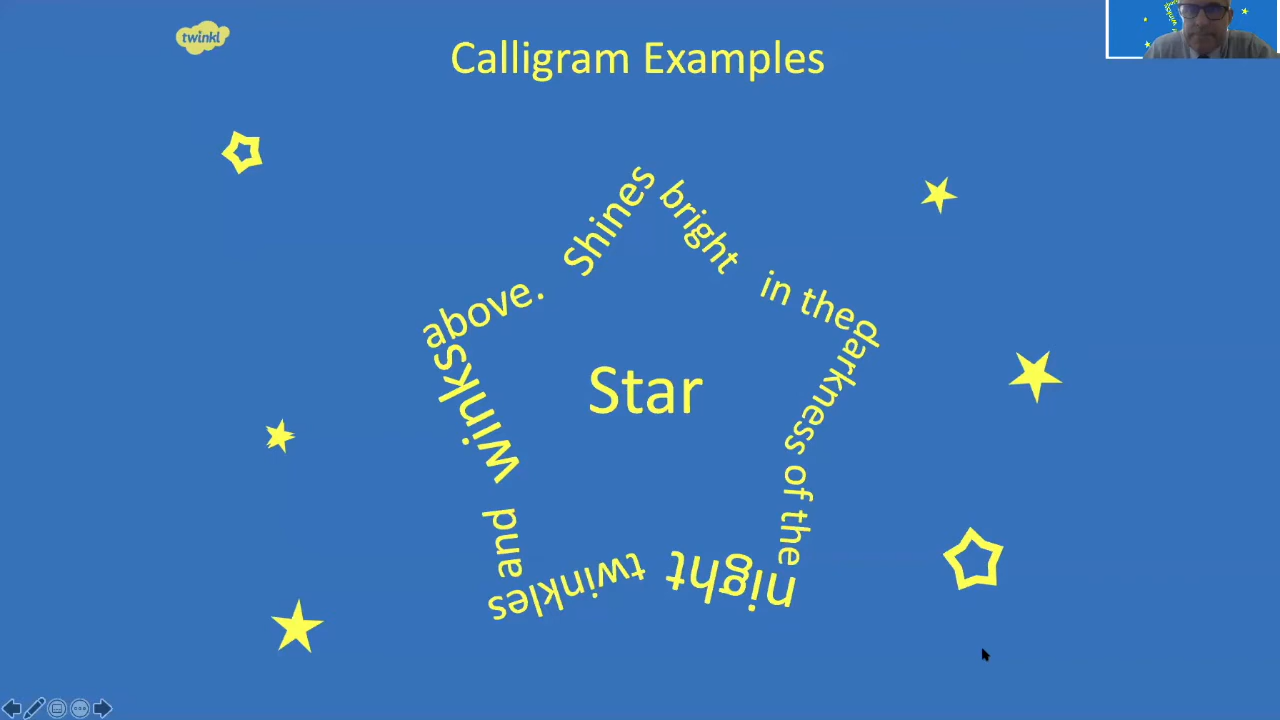 twinkl
Calligram Examples
Shines bright in the darkness of the night twinkles and Winks above.
Star